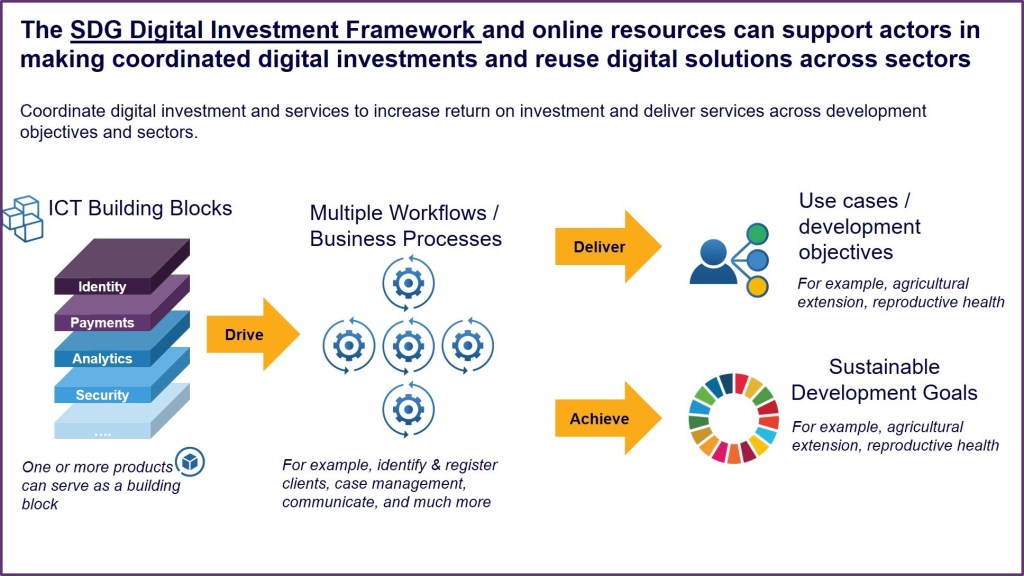 The SDG Digital Investment Framework and online resources can support actors in
making coordinated digital investments and reuse digital solutions across sectors
Coordinate digital investment and services to increase return on investment and deliver services across development
objectives and sectors.
ICT Building Blocks
Identity
Payments
Analytics
Security
....
One or more products
can serve as a building
block
Drive
Multiple Workflows /
Business Processes
For example, identify & register
clients, case management,
communicate, and much more
Deliver
Use cases /
development
objectives
For example, agricultural
extension, reproductive health
Achieve
Sustainable
Development Goals
For example, agricultural
extension, reproductive health